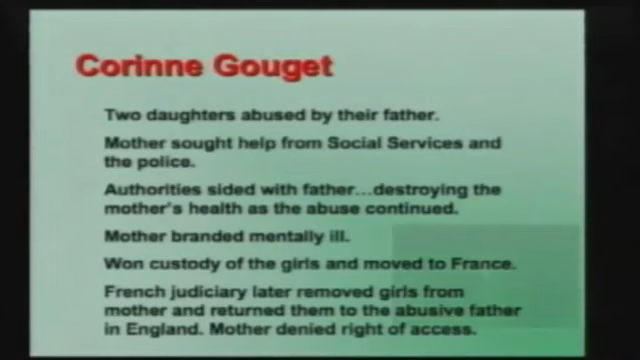 Corinne Gouget
Two daughters abused by their father.
Mother sought help from Social Services and
the police.
Authorities sided with father...destroying the
mother's health as the abuse continued.
Mother branded mentally ill.
Won custody of the girls and moved to France.
French judiciary later removed girls from
mother and returned them to the abusive father
in England. Mother denied right of access.